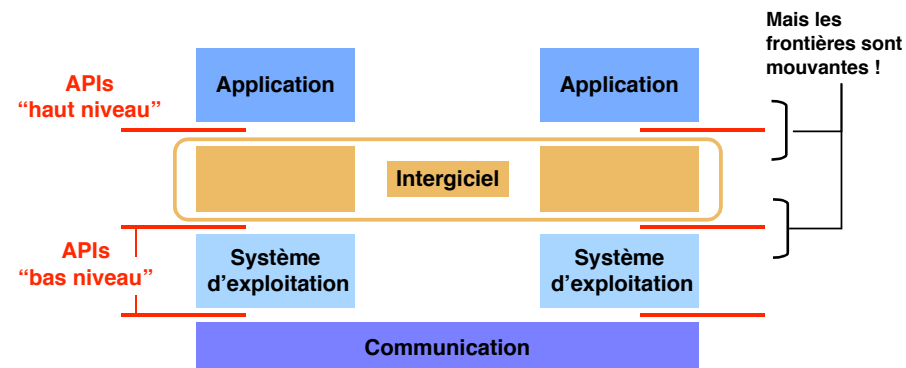 Mais les
frontières sont
mouvantes !
APIs
“haut niveau”
Application
Application
Intergiciel
APIs
“bas niveau”
Système
d’exploitation
Système
d’exploitation
Communication